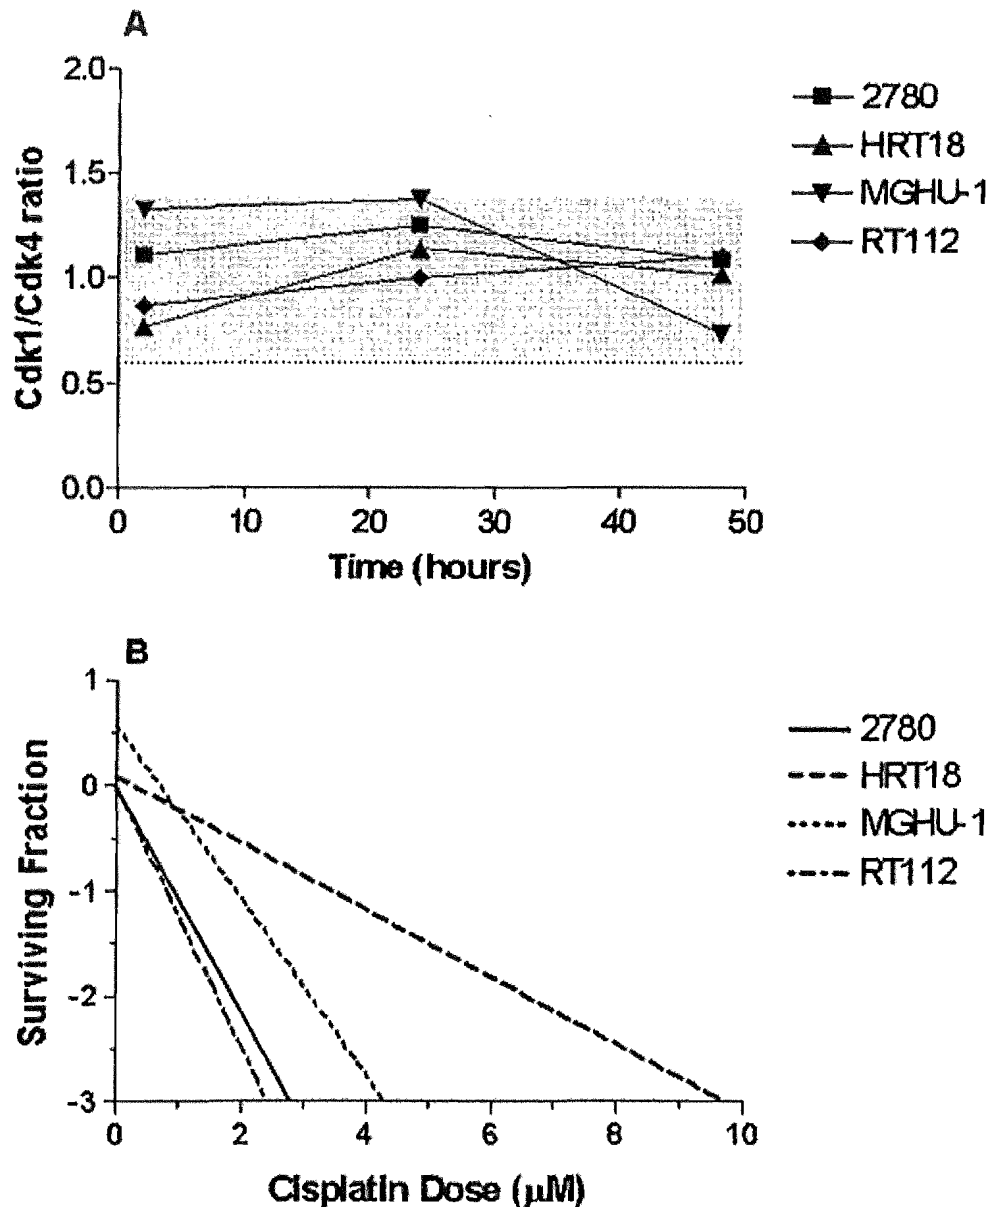 A
2.0
1.5
1.0
0.5
0.0
Cdk1/Cdk4 ratio
0 10 20 30 40 50
Time (hours)
2780
HRT18
MGHU-1
RT112
B
1
0
-1
-2
-3
Surviving Fraction
0 2 4 6 8 10
Cisplatin Dose (μM)
2780
HRT18
MGHU-1
RT112